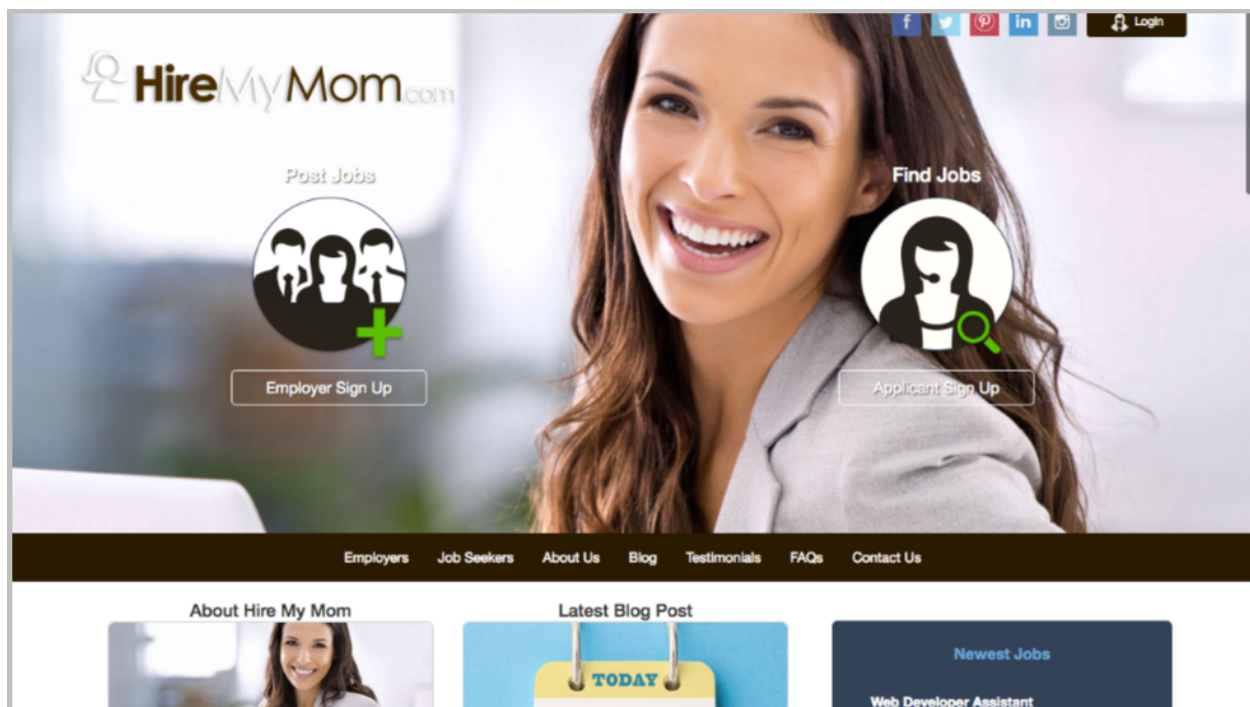 f in Login
HireMyMom.com
Post Jobs
Find Jobs
Employer Sign Up
Applicant Sign Up
Employers Job Seekers About Us Blog Testimonials FAQs Contact Us
About Hire My Mom
Latest Blog Post
TODAY
Newest Jobs
Web Developer Assistant